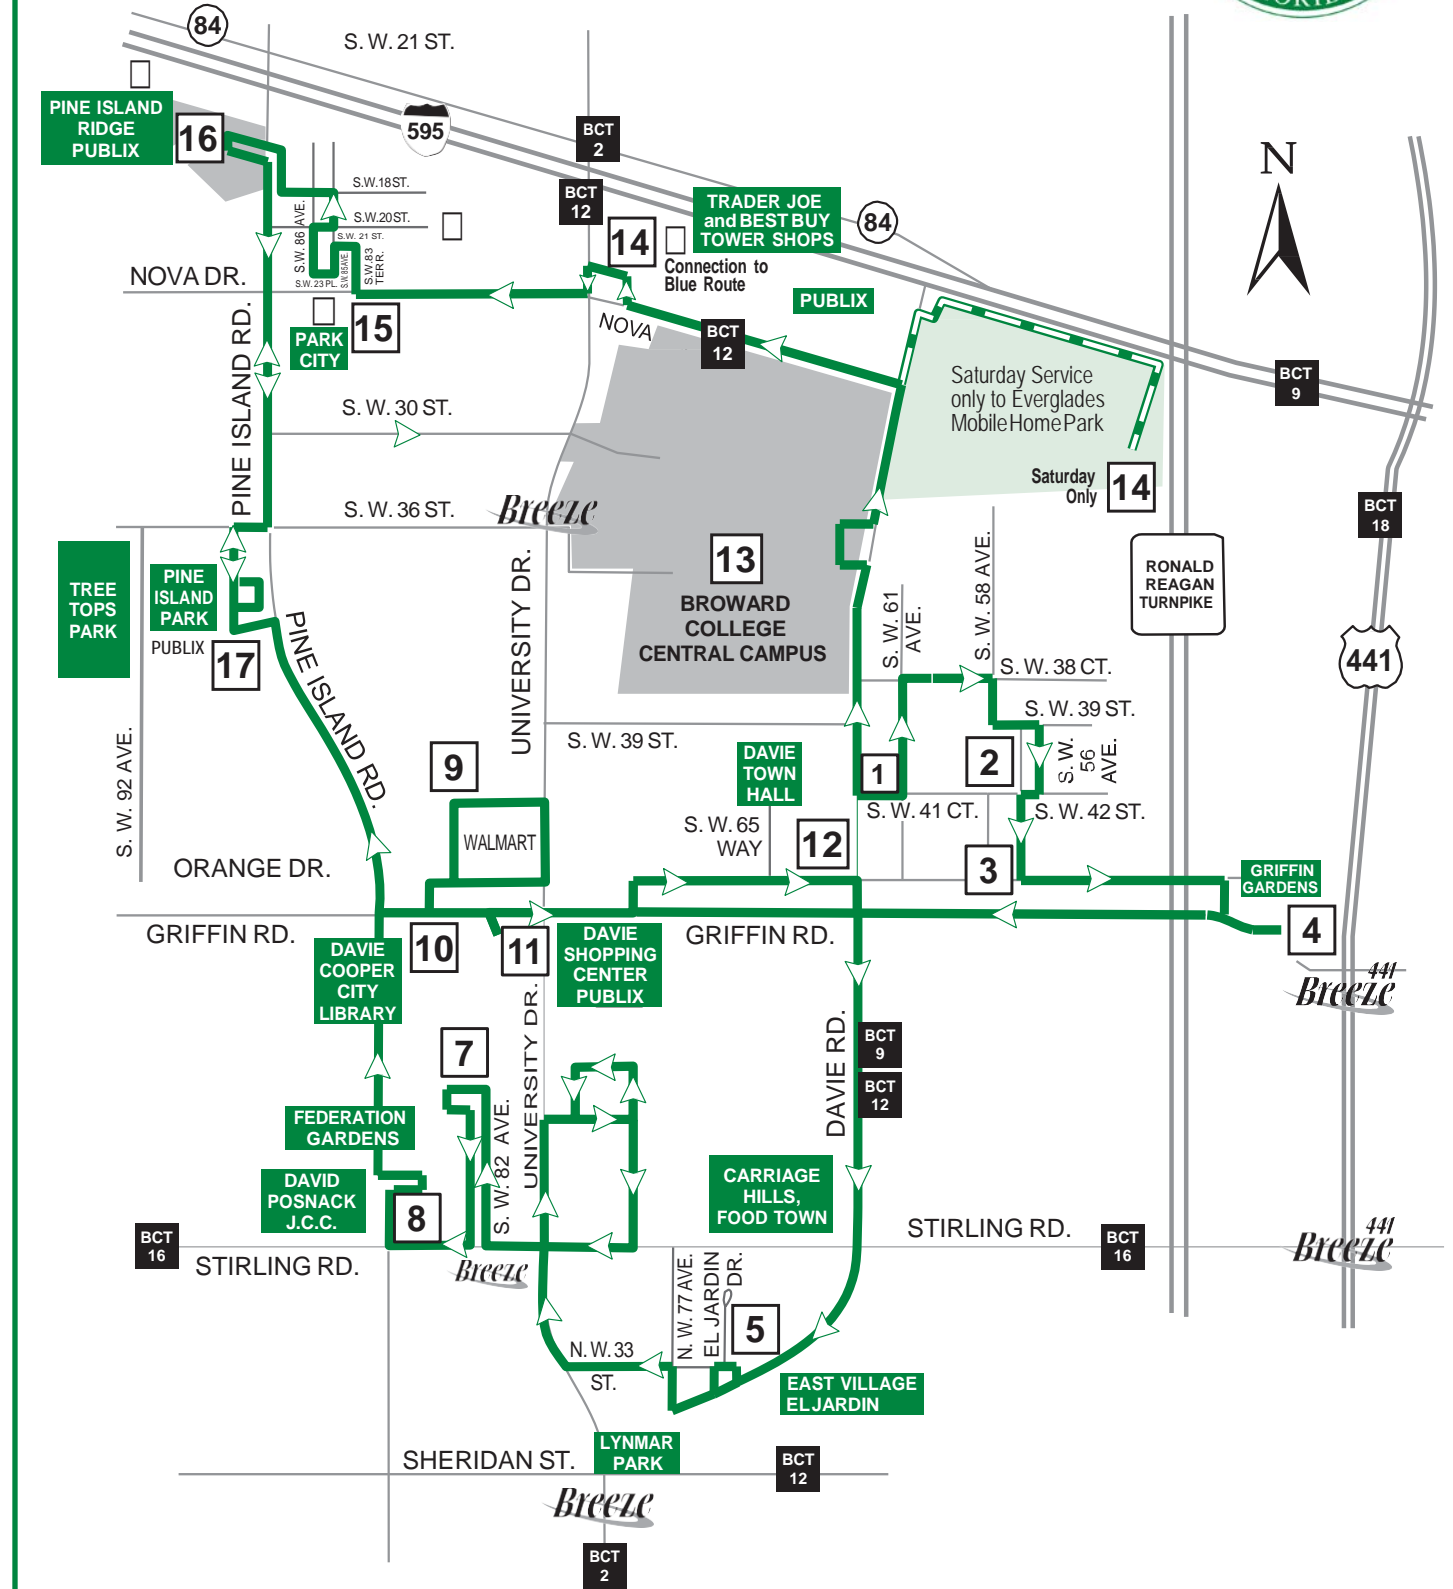 84
S. W. 21 ST.
595
BCT
2
PINE ISLAND
RIDGE
PUBLIX
16
N
S.W.18ST.
BCT
12
TRADER JOE
and BEST BUY
TOWER SHOPS
84
S.W. 86 AVE.
S.W.20ST.
S.W. 21 ST.
S.W. 85AVE.
S.W.83
TERR.
S.W. 23 PL.
14
Connection to
Blue Route
NOVA DR.
PUBLIX
15
PARK
CITY
NOVA
BCT
12
PINE ISLAND RD.
Saturday Service
only to Everglades
Mobile Home Park
BCT
9
S. W. 30 ST.
Saturday
Only
14
S. W. 36 ST.
Breeze
BCT
18
TREE
TOPS
PARK
PINE
ISLAND
PARK
PUBLIX
17
13
BROWARD
COLLEGE
CENTRAL CAMPUS
S. W. 61
AVE.
S. W. 58 AVE.
RONALD
REAGAN
TURNPIKE
441
PINE ISLAND RD.
UNIVERSITY DR.
S. W. 38 CT.
S. W. 39 ST.
S. W. 39 ST.
S. W. 92 AVE.
9
DAVIE
TOWN
HALL
1
2
S. W.
56
AVE.
WALMART
S. W. 41 CT.
S. W. 42 ST.
S. W. 65
WAY
12
3
ORANGE DR.
GRIFFIN
GARDENS
GRIFFIN RD.
10
11
DAVIE
SHOPPING
CENTER
PUBLIX
GRIFFIN RD.
4
DAVIE
COOPER
CITY
LIBRARY
441
Breeze
UNIVERSITY DR.
7
DAVIE RD.
BCT
9
BCT
12
FEDERATION
GARDENS
S. W. 82 AVE.
DAVID
POSNACK
J.C.C.
8
CARRIAGE
HILLS,
FOOD TOWN
STIRLING RD.
BCT
16
BCT
16
441
Breeze
STIRLING RD.
Breeze
N. W. 77 AVE.
EL JARDIN
DR.
5
N. W. 33
ST.
EAST VILLAGE
EL JARDIN
LYNMAR
PARK
SHERIDAN ST.
BCT
12
Breeze
BCT
2